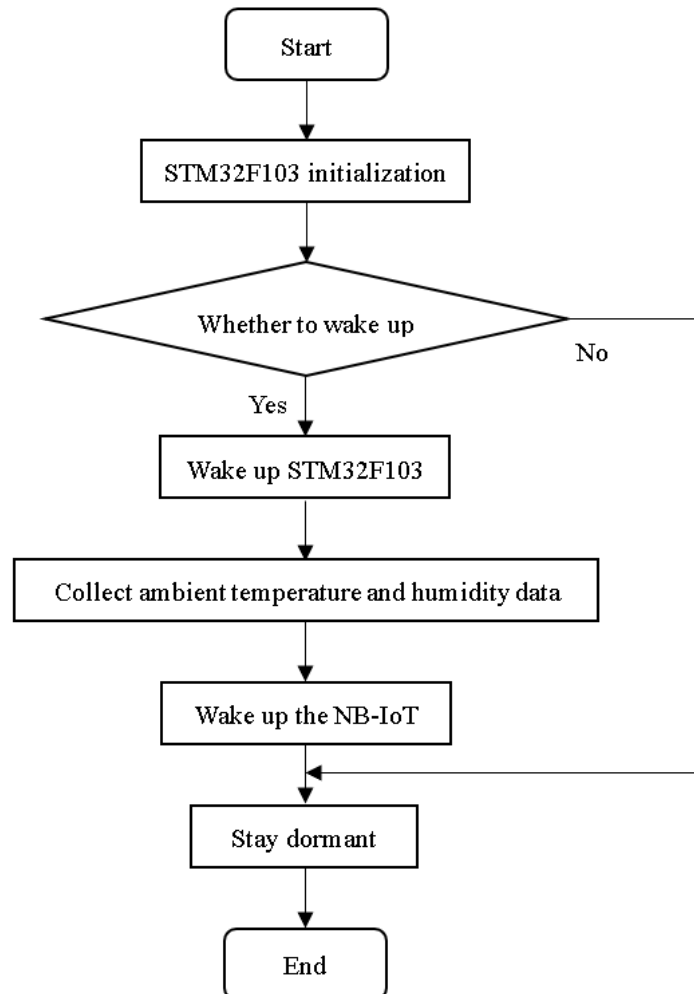 Start
STM32F103 initialization
Whether to wake up
No
Yes
Wake up STM32F103
Collect ambient temperature and humidity data
Wake up the NB-IoT
Stay dormant
End